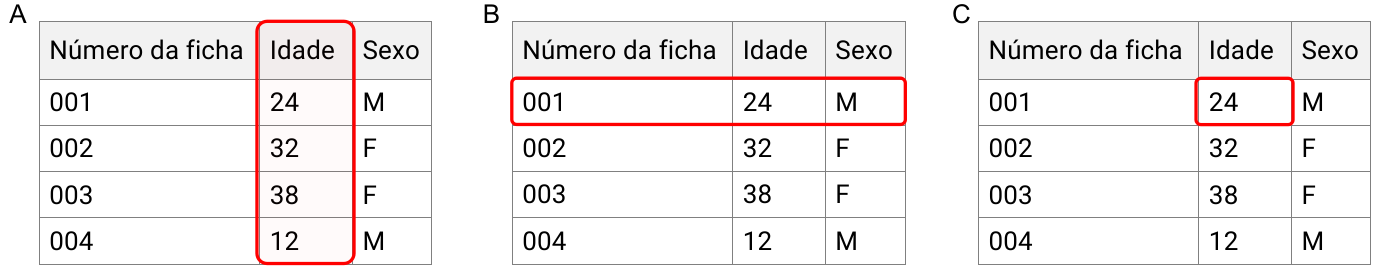 A
Número da ficha Idade Sexo
001 24 M
002 32 F
003 38 F
004 12 M
B
Número da ficha Idade Sexo
001 24 M
002 32 F
003 38 F
004 12 M
C
Número da ficha Idade Sexo
001 24 M
002 32 F
003 38 F
004 12 M